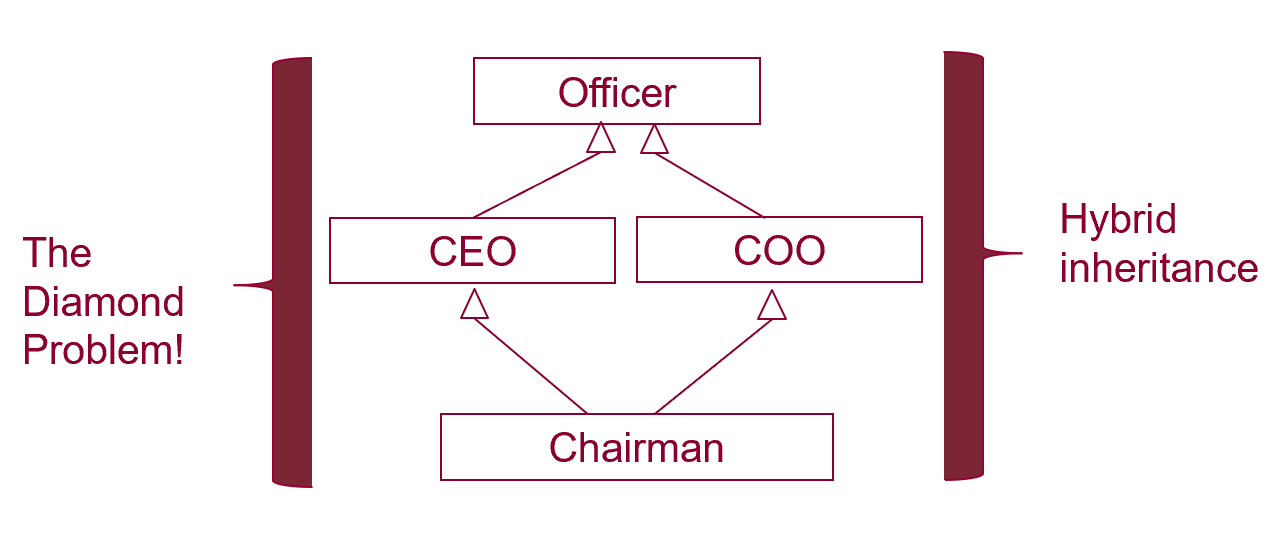 Officer
CEO
COO
Chairman
The
Diamond
Problem!
Hybrid
inheritance